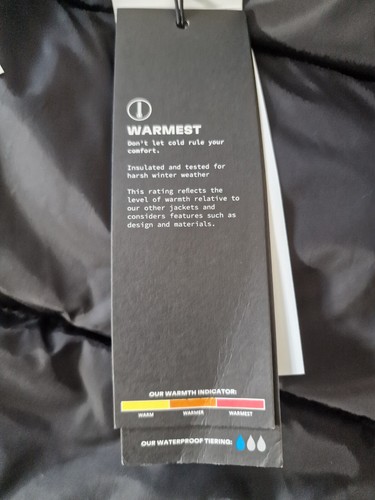 WARMEST
Don't let cold rule your
comfort.
Insulated and tested for
harsh winter weather
This rating reflects the
level of warmth relative to
our other jackets and
considers features such as
design and materials.
OUR WARMTH INDICATOR:
WARM WARMER WARMEST
OUR WATERPROOF TIERING: